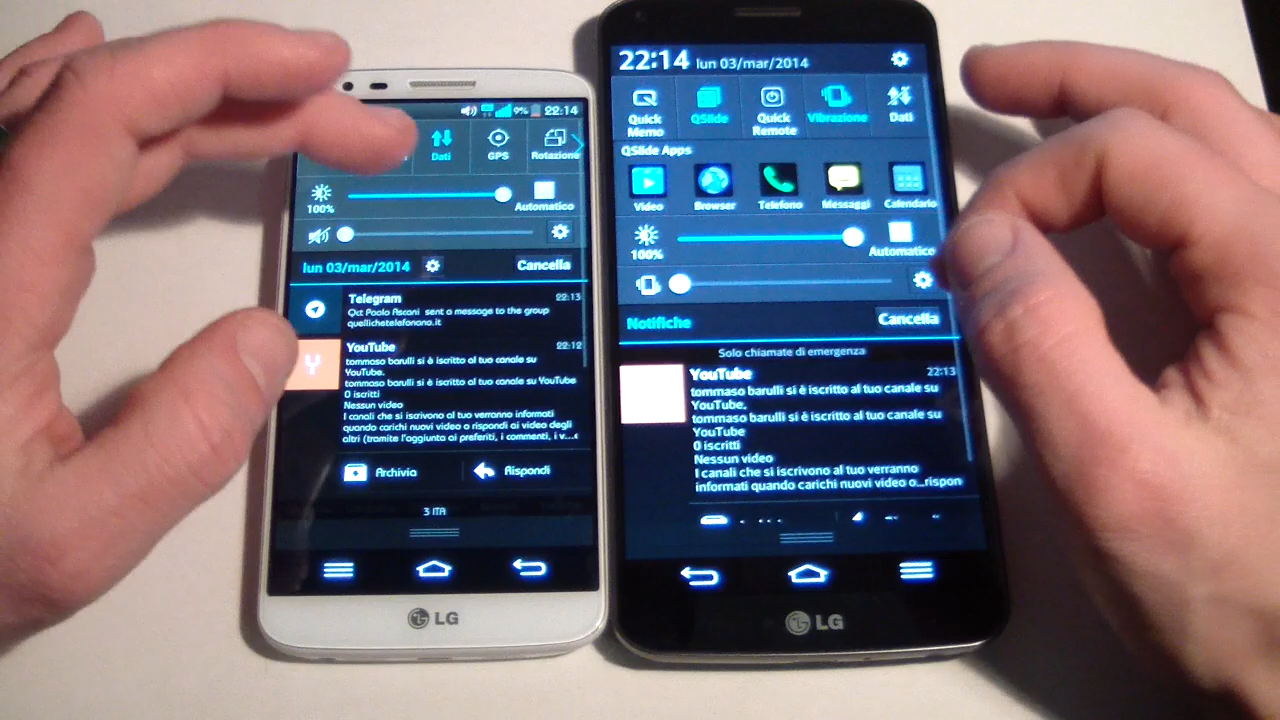 9% 22:14
Dati
GPS
Rotazione
100%
Automatico
lun 03/mar/2014
Cancella
Telegram
22:13
Qct Paolo Ascani sent a message to the group
quellichetelefonano.it
YouTube
22:12
tommaso barulli si è iscritto al tuo canale su
YouTube.
tommaso barulli si è iscritto al tuo canale su YouTube
0 iscritti
Nessun video
I canali che si iscrivono al tuo verranno informati
quando carichi nuovi video o rispondi ai video degli
altri (tramite l'aggiunta ai preferiti, i commenti, i v...e
Archivia
Rispondi
3 ITA
LG
22:14 lun 03/mar/2014
Quick
Memo
QSlide
Quick
Remote
Vibrazione
Dati
QSlide Apps
Video
Browser
Telefono
Messaggi
Calendario
100%
Automatico
Notifiche
Cancella
Solo chiamate di emergenza
YouTube
22:13
tommaso barulli si è iscritto al tuo canale su
YouTube.
tommaso barulli si è iscritto al tuo canale su
YouTube
0 iscritti
Nessun video
I canali che si iscrivono al tuo verranno
informati quando carichi nuovi video o...rispon
LG